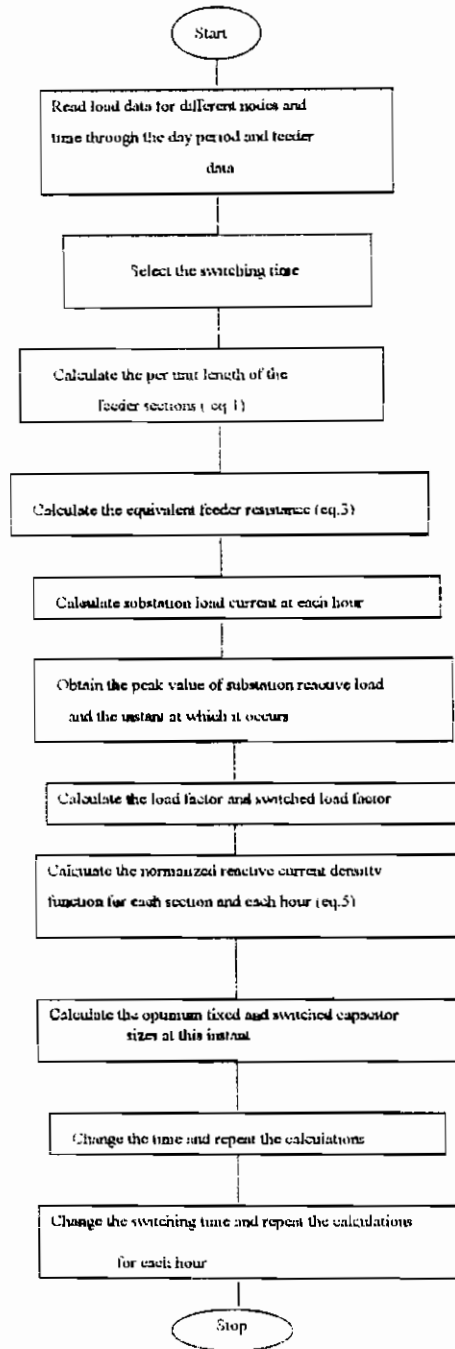 Start
Read load data for different nodes and
time through the day period and feeder
data
Select the switching time
Calculate the per unit length of the
feeder sections ( eq.1)
Calculate the equivalent feeder resistance (eq.3)
Calculate substation load current at each hour
Obtain the peak value of substation reactive load
and the instant at which it occurs
Calculate the load factor and switched load factor
Calculate the normalized reactive current density
function for each section and each hour (eq.5)
Calculate the optimum fixed and switched capacitor
sizes at this instant
Change the time and repeat the calculations
Change the switching time and repeat the calculations
for each hour
Stop